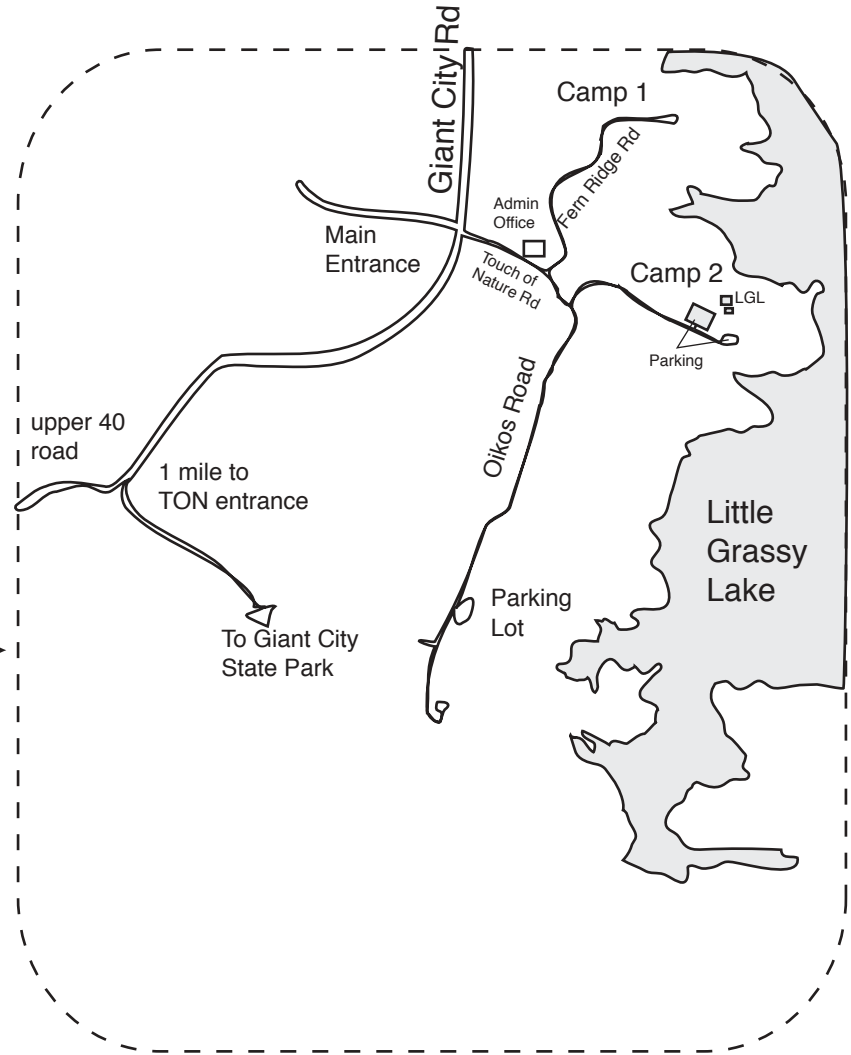 Giant City Rd
Camp 1
Fern Ridge Rd
Admin
Office
Main
Entrance
Touch of
Nature Rd
Camp 2
LGL
Parking
Oikos Road
upper 40
road
1 mile to
TON entrance
Little
Grassy
Lake
Parking
Lot
To Giant City
State Park